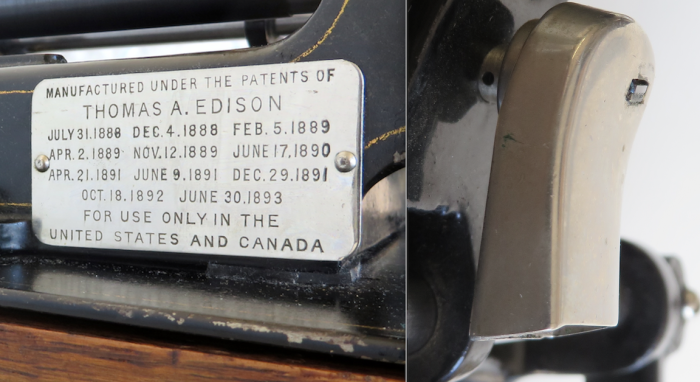 MANUFACTURED UNDER THE PATENTS OF
THOMAS A. EDISON
JULY 31.1888 DEC. 4.1888 FEB. 5.1889
APR. 2.1889 NOV. 12.1889 JUNE 17.1890
APR. 21.1891 JUNE 9.1891 DEC. 29.1891
OCT. 18.1892 JUNE 30.1893
FOR USE ONLY IN THE
UNITED STATES AND CANADA